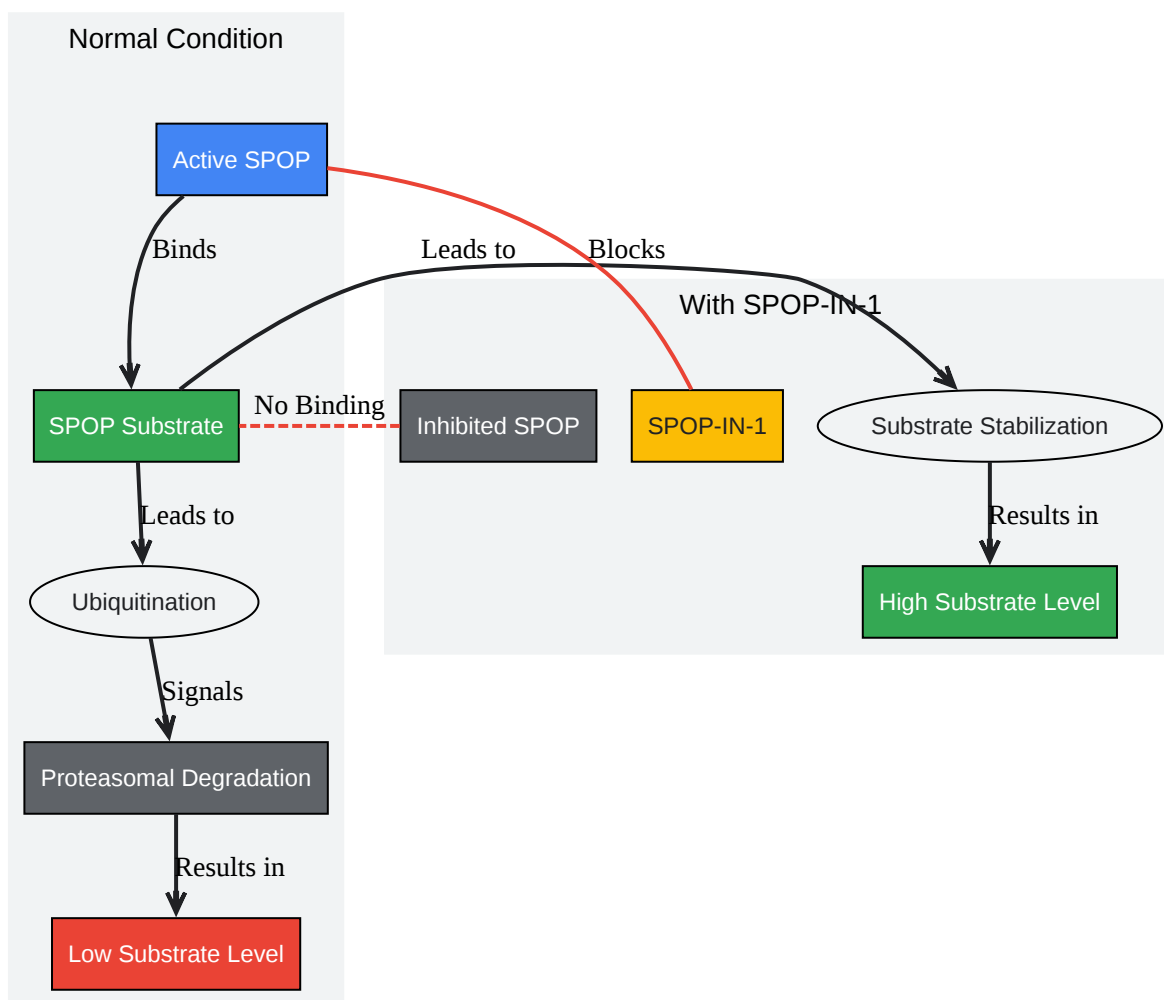 Normal Condition
Active SPOP
Binds
Leads to
Blocks
With SPOP-IN-1
SPOP Substrate
No Binding
Inhibited SPOP
SPOP-IN-1
Substrate Stabilization
Leads to
Results in
Ubiquitination
High Substrate Level
Signals
Proteasomal Degradation
Results in
Low Substrate Level